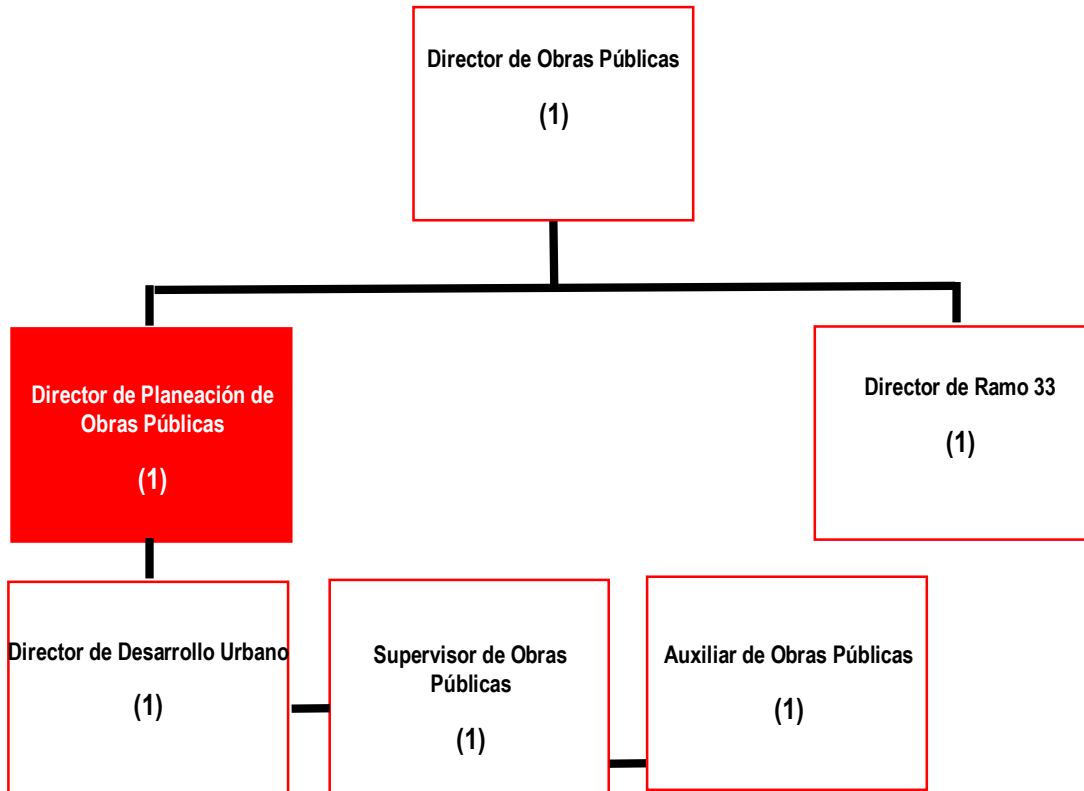 Director de Obras Públicas
(1)
Director de Planeación de
Obras Públicas
(1)
Director de Ramo 33
(1)
Director de Desarrollo Urbano
(1)
Supervisor de Obras
Públicas
(1)
Auxiliar de Obras Públicas
(1)